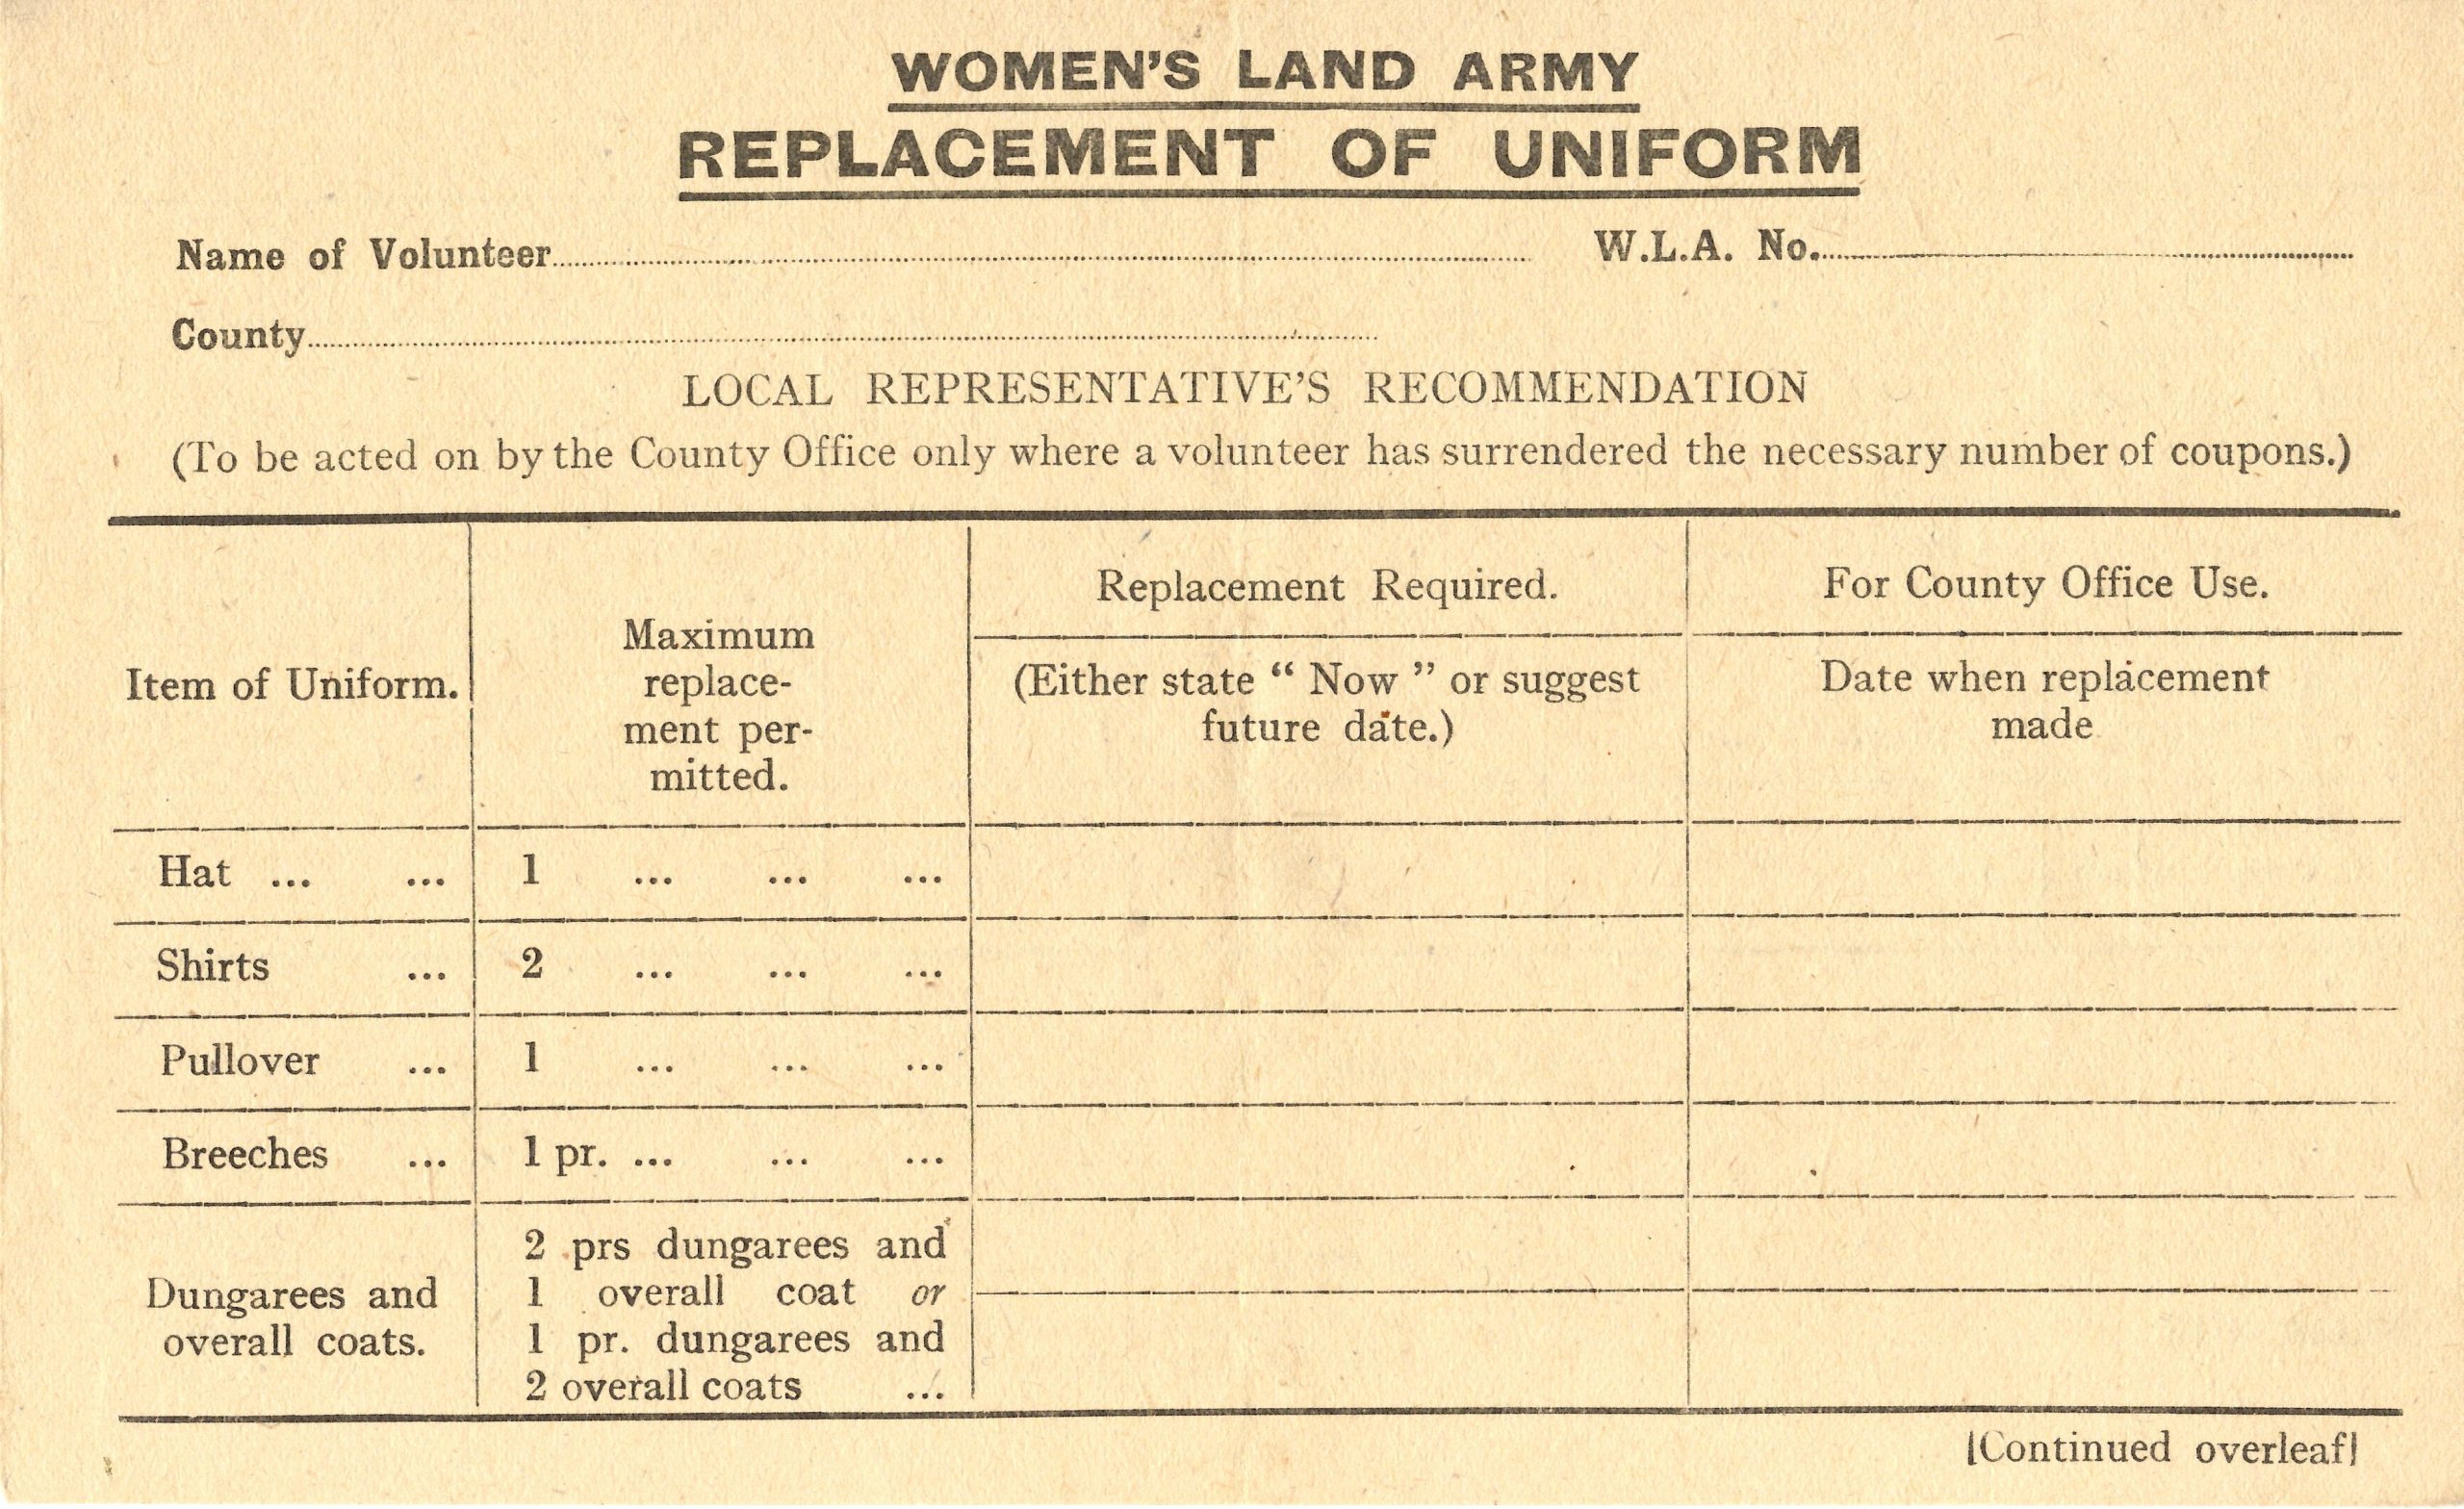 WOMEN'S LAND ARMY
REPLACEMENT OF UNIFORM
Name of Volunteer.......... W.L.A. No...........
County..........
LOCAL REPRESENTATIVE'S RECOMMENDATION
(To be acted on by the County Office only where a volunteer has surrendered the necessary number of coupons.)
Item of Uniform.
Maximum
replace-
ment per-
mitted.
Replacement Required.
(Either state " Now " or suggest
future date.)
For County Office Use.
Date when replacement
made
Hat ... ... 1 ... ... ...
Shirts ... 2 ... ... ...
Pullover ... 1 ... ... ...
Breeches ... 1 pr. ... ... ...
Dungarees and
overall coats.
2 prs dungarees and
1 overall coat or
1 pr. dungarees and
2 overall coats ...
[Continued overleaf]